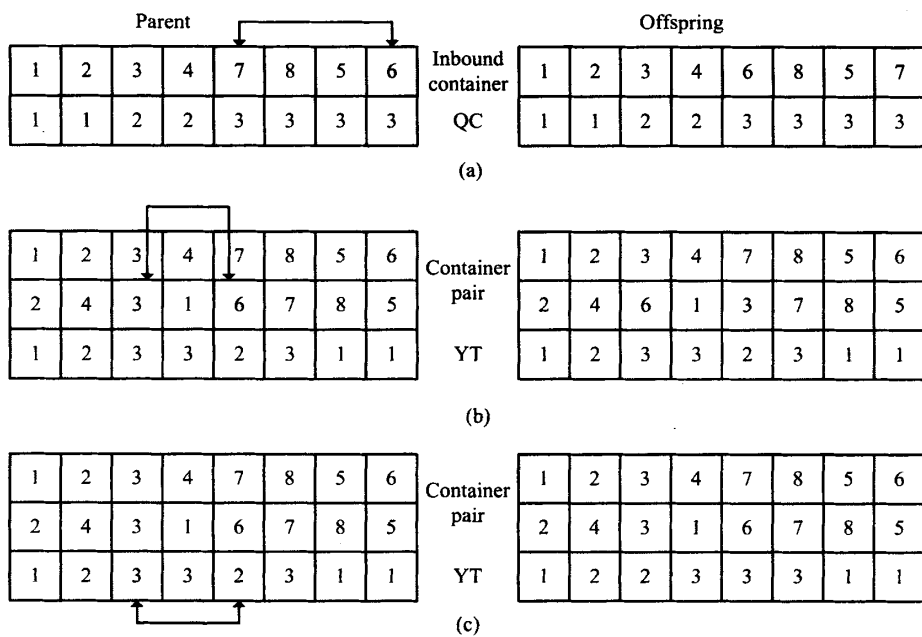 Parent Offspring
1 2 3 4 7 8 5 6 Inbound container 1 2 3 4 6 8 5 7
1 1 2 2 3 3 3 3 QC 1 1 2 2 3 3 3 3
(a)
1 2 3 4 7 8 5 6 Container 1 2 3 4 7 8 5 6
2 4 3 1 6 7 8 5 pair 2 4 6 1 3 7 8 5
1 2 3 3 2 3 1 1 YT 1 2 3 3 2 3 1 1
(b)
1 2 3 4 7 8 5 6 Container 1 2 3 4 7 8 5 6
2 4 3 1 6 7 8 5 pair 2 4 3 1 6 7 8 5
1 2 3 3 2 3 1 1 YT 1 2 2 3 3 3 1 1
(c)